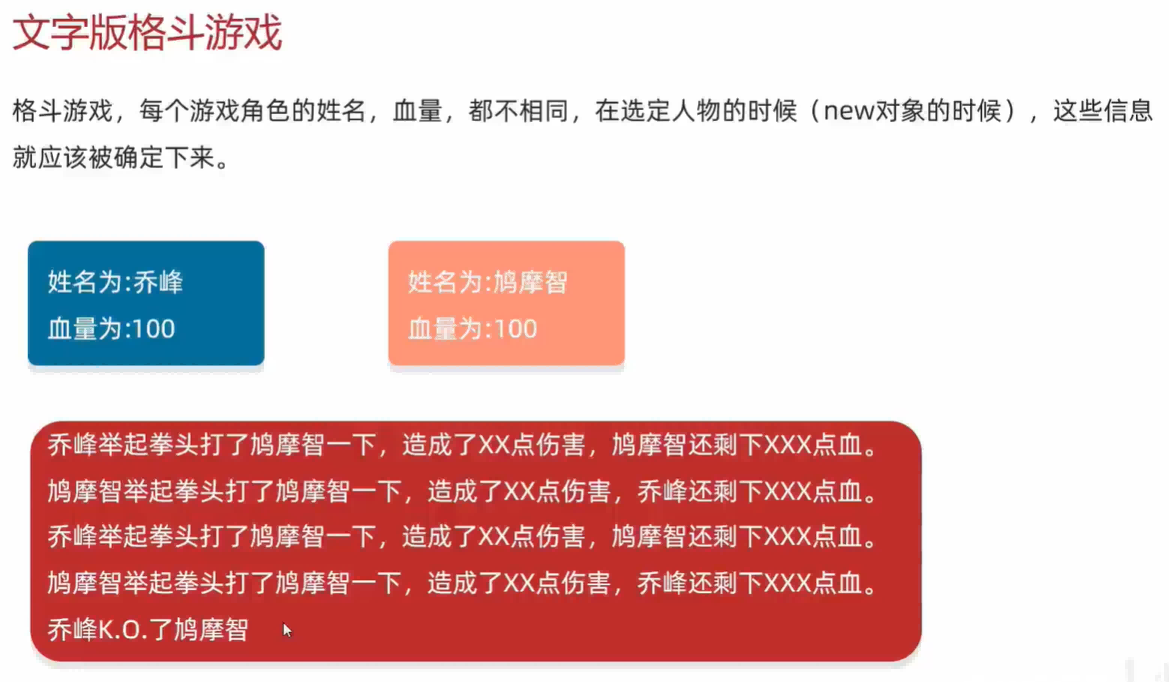 文字版格斗游戏
格斗游戏，每个游戏角色的姓名，血量，都不相同，在选定人物的时候（new对象的时候），这些信息
就应该被确定下来。
姓名为:乔峰
血量为:100
姓名为:鸠摩智
血量为:100
乔峰举起拳头打了鸠摩智一下，造成了XX点伤害，鸠摩智还剩下XXX点血。
鸠摩智举起拳头打了鸠摩智一下，造成了XX点伤害，乔峰还剩下XXX点血。
乔峰举起拳头打了鸠摩智一下，造成了XX点伤害，鸠摩智还剩下XXX点血。
鸠摩智举起拳头打了鸠摩智一下，造成了XX点伤害，乔峰还剩下XXX点血。
乔峰K.O.了鸠摩智